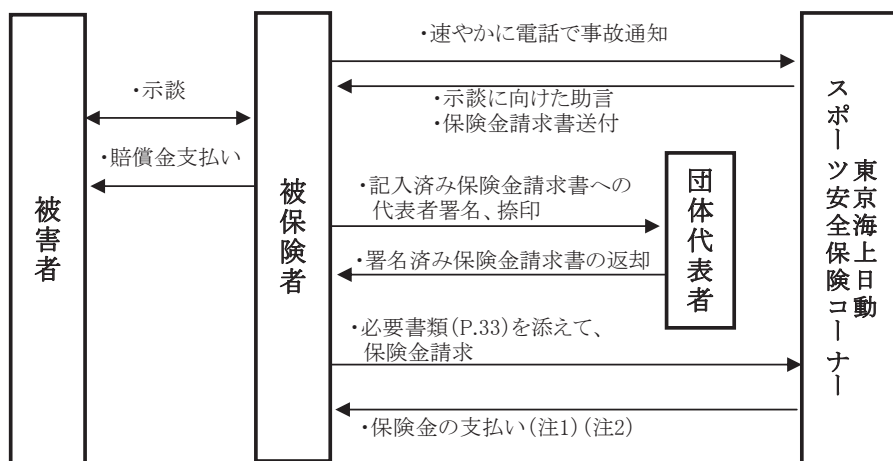 ・速やかに電話で事故通知
・示談
・示談に向けた助言
・保険金請求書送付
・賠償金支払い
・記入済み保険金請求書への
代表者署名、捺印
・署名済み保険金請求書の返却
・必要書類(P.33)を添えて、
保険金請求
・保険金の支払い(注1)(注2)
被害者
被保険者
団体代表者
東京海上日動
スポーツ安全保険コーナー